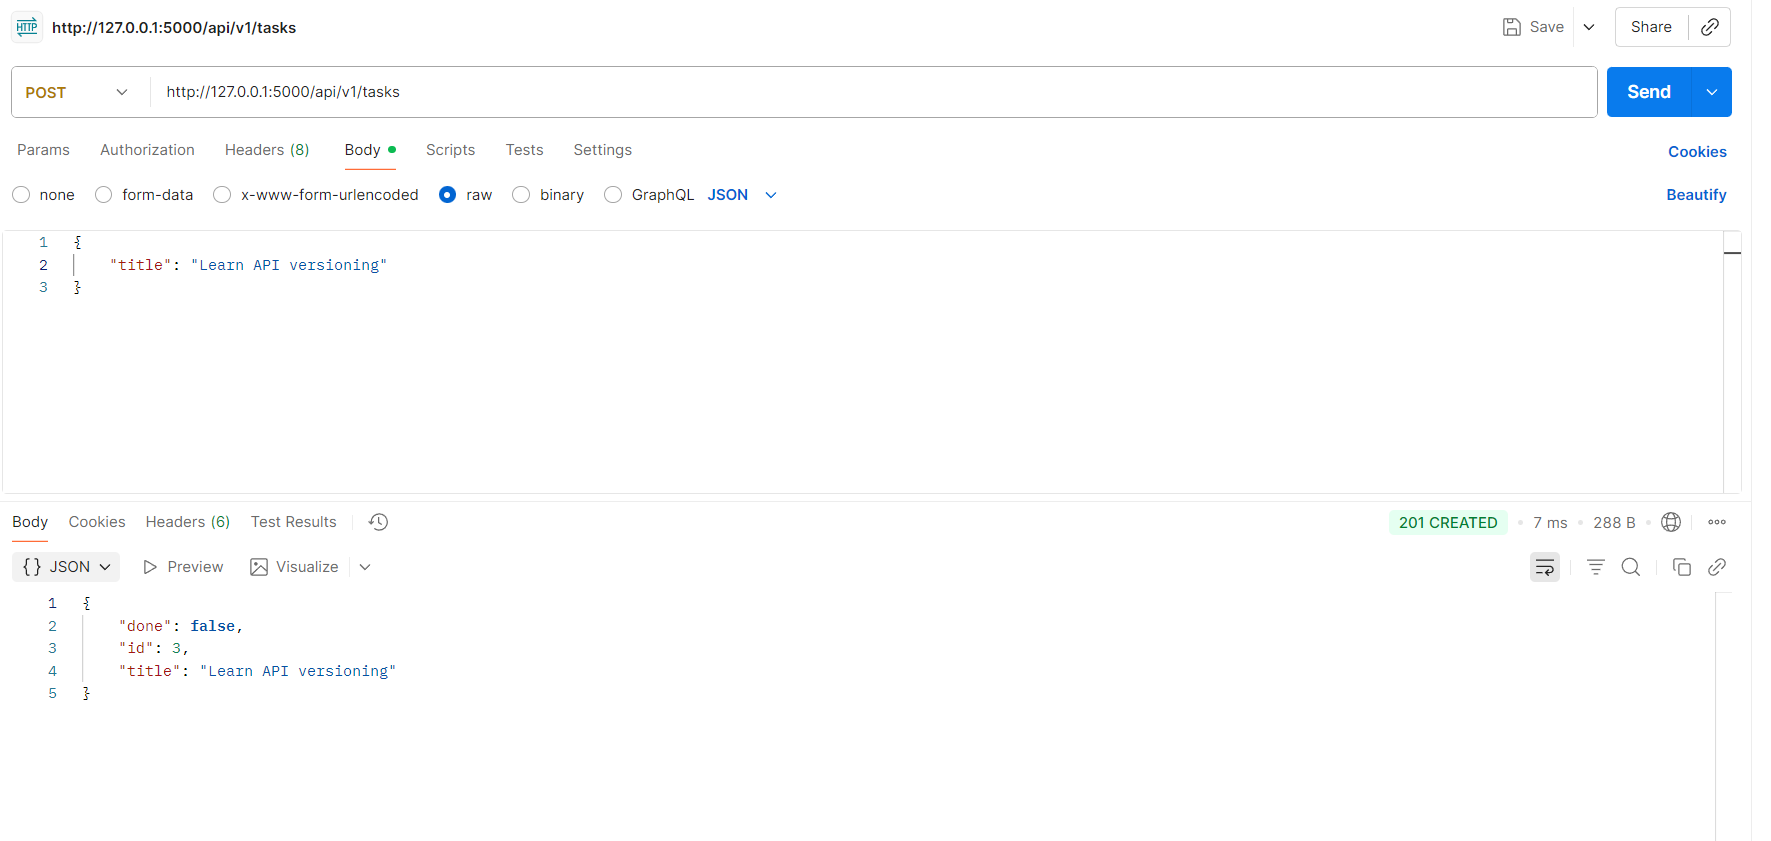 HTTP http://127.0.0.1:5000/api/v1/tasks Save Share
POST http://127.0.0.1:5000/api/v1/tasks Send
Params Authorization Headers (8) Body Scripts Tests Settings Cookies
none form-data x-www-form-urlencoded raw binary GraphQL JSON Beautify
1 {
2 "title": "Learn API versioning"
3 }
Body Cookies Headers (6) Test Results 201 CREATED • 7 ms • 288 B •
{} JSON Preview Visualize
1 {
2 "done": false,
3 "id": 3,
4 "title": "Learn API versioning"
5 }